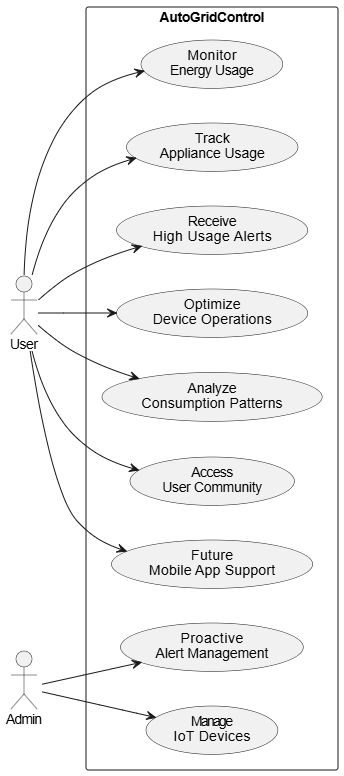 AutoGridControl
Monitor
Energy Usage
Track
Appliance Usage
Receive
High Usage Alerts
Optimize
Device Operations
User
Analyze
Consumption Patterns
Access
User Community
Future
Mobile App Support
Proactive
Alert Management
Admin
Manage
IoT Devices